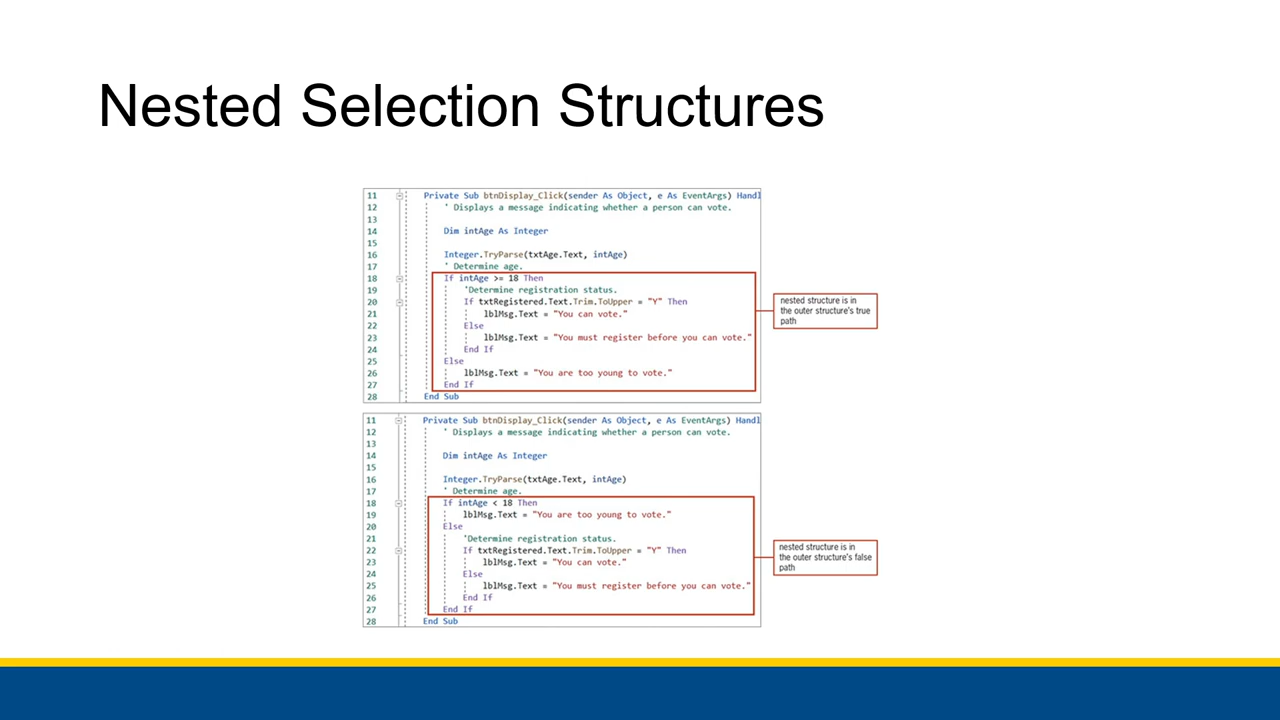 Nested Selection Structures
11 Private Sub btnDisplay_Click(sender As Object, e As EventArgs) Handl
12 ' Displays a message indicating whether a person can vote.
13
14 Dim intAge As Integer
15
16 Integer.TryParse(txtAge.Text, intAge)
17 ' Determine age.
18 If intAge >= 18 Then
19 'Determine registration status.
20 If txtRegistered.Text.Trim.ToUpper = "Y" Then
21 lblMsg.Text = "You can vote."
22 Else
23 lblMsg.Text = "You must register before you can vote."
24 End If
25 Else
26 lblMsg.Text = "You are too young to vote."
27 End If
28 End Sub
nested structure is in
the outer structure's true
path
11 Private Sub btnDisplay_Click(sender As Object, e As EventArgs) Handl
12 ' Displays a message indicating whether a person can vote.
13
14 Dim intAge As Integer
15
16 Integer.TryParse(txtAge.Text, intAge)
17 ' Determine age.
18 If intAge < 18 Then
19 lblMsg.Text = "You are too young to vote."
20 Else
21 'Determine registration status.
22 If txtRegistered.Text.Trim.ToUpper = "Y" Then
23 lblMsg.Text = "You can vote."
24 Else
25 lblMsg.Text = "You must register before you can vote."
26 End If
27 End If
28 End Sub
nested structure is in
the outer structure's false
path